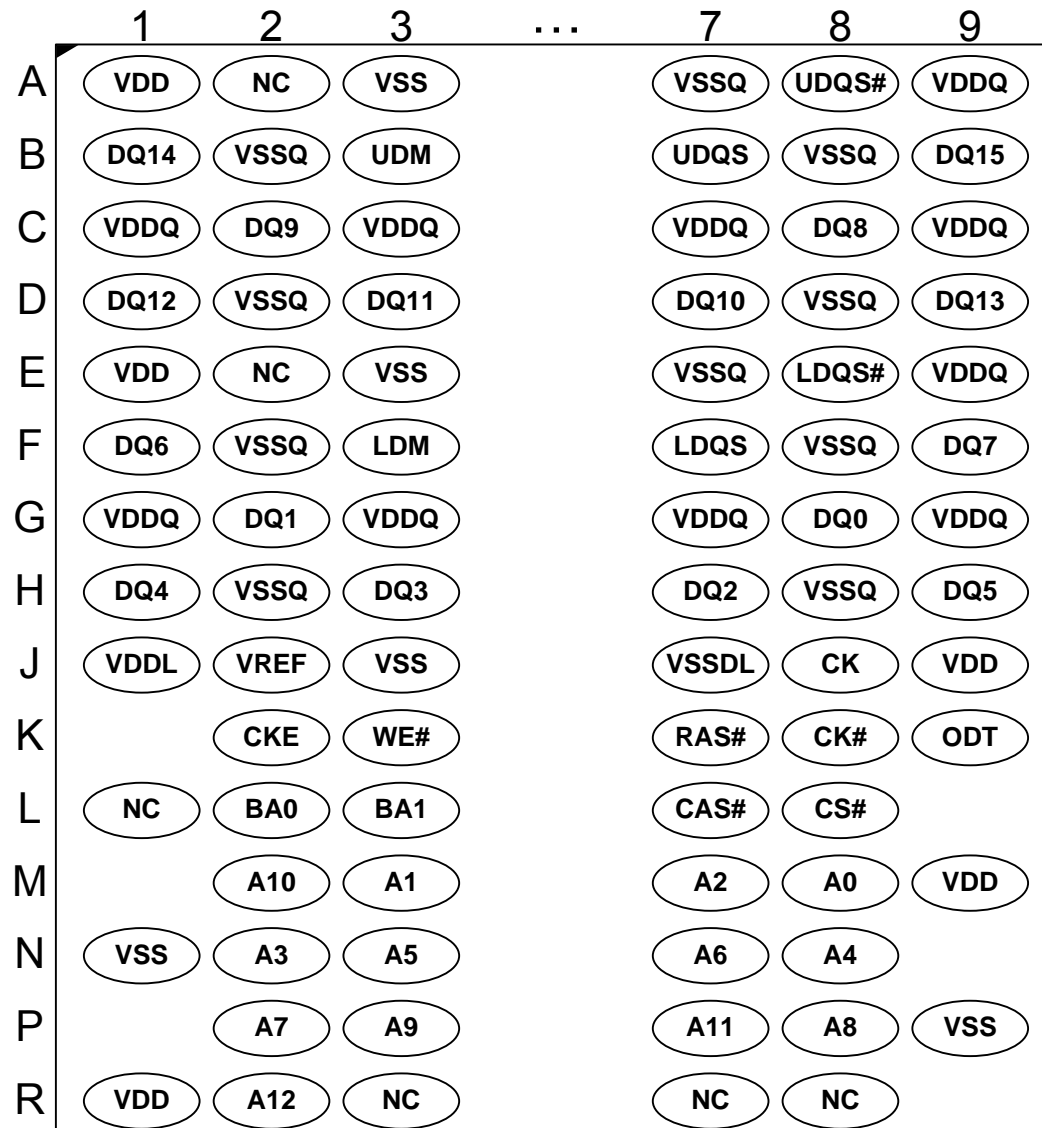 1 2 3 ... 7 8 9
A VDD NC VSS VSSQ UDQS# VDDQ
B DQ14 VSSQ UDM UDQS VSSQ DQ15
C VDDQ DQ9 VDDQ VDDQ DQ8 VDDQ
D DQ12 VSSQ DQ11 DQ10 VSSQ DQ13
E VDD NC VSS VSSQ LDQS# VDDQ
F DQ6 VSSQ LDM LDQS VSSQ DQ7
G VDDQ DQ1 VDDQ VDDQ DQ0 VDDQ
H DQ4 VSSQ DQ3 DQ2 VSSQ DQ5
J VDDL VREF VSS VSSDL CK VDD
K CKE WE# RAS# CK# ODT
L NC BA0 BA1 CAS# CS#
M A10 A1 A2 A0 VDD
N VSS A3 A5 A6 A4
P A7 A9 A11 A8 VSS
R VDD A12 NC NC NC